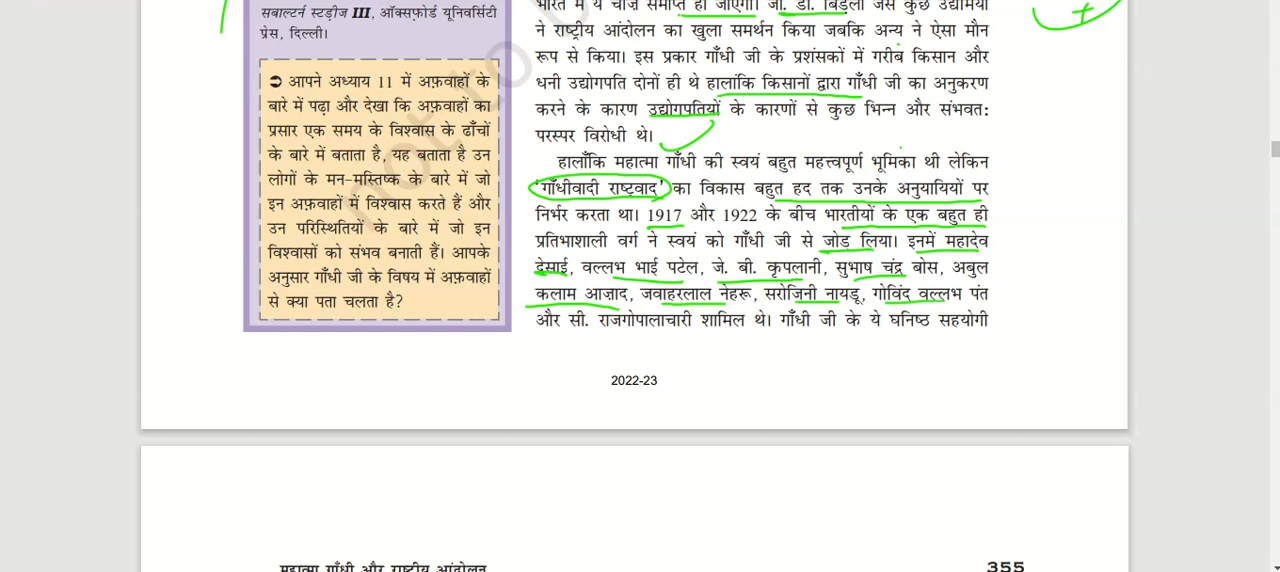 सबाल्टर्न स्टडीज III, ऑक्सफ़ोर्ड यूनिवर्सिटी
प्रेस, दिल्ली।
➲ आपने अध्याय 11 में अफ़वाहों के
बारे में पढ़ा और देखा कि अफ़वाहों का
प्रसार एक समय के विश्वास के ढाँचों
के बारे में बताता है, यह बताता है उन
लोगों के मन-मस्तिष्क के बारे में जो
इन अफ़वाहों में विश्वास करते हैं और
उन परिस्थितियों के बारे में जो इन
विश्वासों को संभव बनाती हैं। आपके
अनुसार गाँधी जी के विषय में अफ़वाहों
से क्या पता चलता है?
भारत में ये चीज़ें समाप्त हो जाएँगी। जी. डी. बिड़ला जैसे कुछ उद्यमियों
ने राष्ट्रीय आंदोलन का खुला समर्थन किया जबकि अन्य ने ऐसा मौन
रूप से किया। इस प्रकार गाँधी जी के प्रशंसकों में गरीब किसान और
धनी उद्योगपति दोनों ही थे हालांकि किसानों द्वारा गाँधी जी का अनुकरण
करने के कारण उद्योगपतियों के कारणों से कुछ भिन्न और संभवतः
परस्पर विरोधी थे।
हालाँकि महात्मा गाँधी की स्वयं बहुत महत्त्वपूर्ण भूमिका थी लेकिन
'गाँधीवादी राष्ट्रवाद' का विकास बहुत हद तक उनके अनुयायियों पर
निर्भर करता था। 1917 और 1922 के बीच भारतीयों के एक बहुत ही
प्रतिभाशाली वर्ग ने स्वयं को गाँधी जी से जोड़ लिया। इनमें महादेव
देसाई, वल्लभ भाई पटेल, जे. बी. कृपलानी, सुभाष चंद्र बोस, अबुल
कलाम आज़ाद, जवाहरलाल नेहरू, सरोजिनी नायडू, गोविंद वल्लभ पंत
और सी. राजगोपालाचारी शामिल थे। गाँधी जी के ये घनिष्ठ सहयोगी
2022-23
महात्मा गाँधी और राष्ट्रीय आंदोलन
355